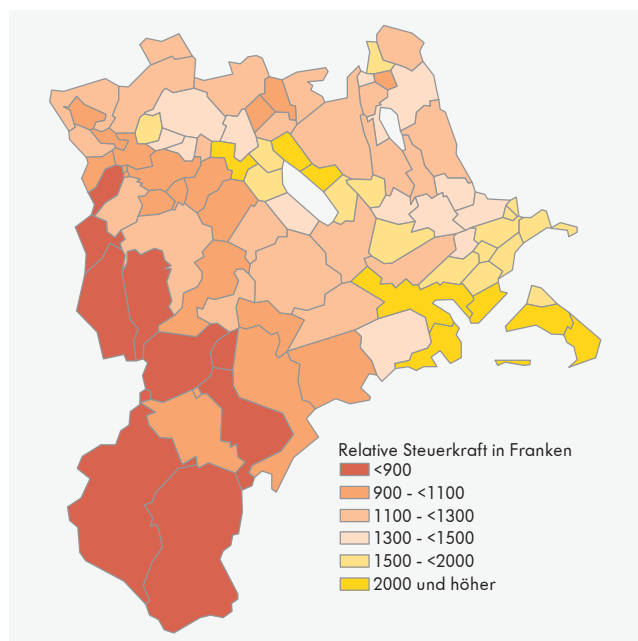 Relative Steuerkraft in Franken
<900
900 - <1100
1100 - <1300
1300 - <1500
1500 - <2000
2000 und höher